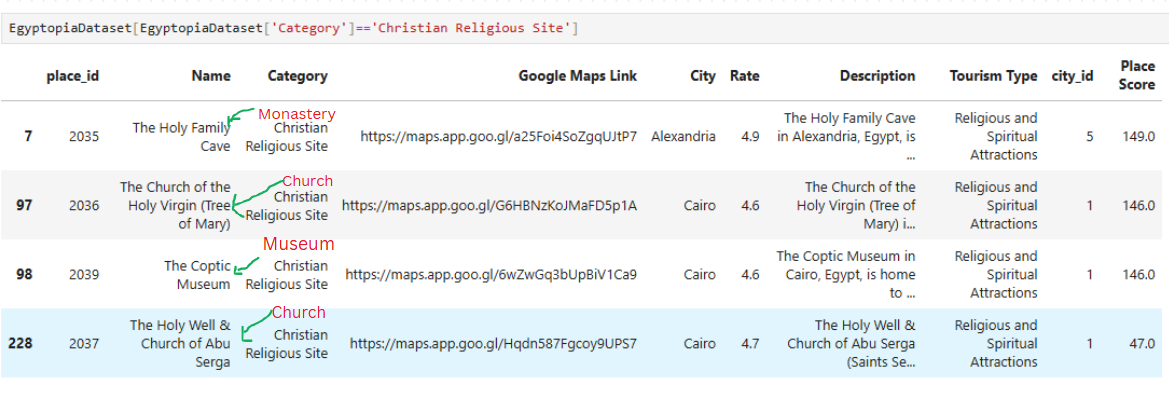 EgyptopiaDataset[EgyptopiaDataset['Category']=='Christian Religious Site']
place_id Name Category Google Maps Link City Rate Description Tourism Type city_id Place Score
Monastery
7 2035 The Holy Family Cave Christian Religious Site https://maps.app.goo.gl/a25Foi4SoZgqUJtP7 Alexandria 4.9 The Holy Family Cave in Alexandria, Egypt, is ... Religious and Spiritual Attractions 5 149.0
Church
97 2036 The Church of the Holy Virgin (Tree of Mary) Christian Religious Site https://maps.app.goo.gl/G6HBNzKoJMaFD5p1A Cairo 4.6 The Church of the Holy Virgin (Tree of Mary) i... Religious and Spiritual Attractions 1 146.0
Museum
98 2039 The Coptic Museum Christian Religious Site https://maps.app.goo.gl/6wZwGq3bUpBiV1Ca9 Cairo 4.6 The Coptic Museum in Cairo, Egypt, is home to ... Religious and Spiritual Attractions 1 146.0
Church
228 2037 The Holy Well & Church of Abu Serga Christian Religious Site https://maps.app.goo.gl/Hqdn587Fgcoy9UPS7 Cairo 4.7 The Holy Well & Church of Abu Serga (Saints Se... Religious and Spiritual Attractions 1 47.0